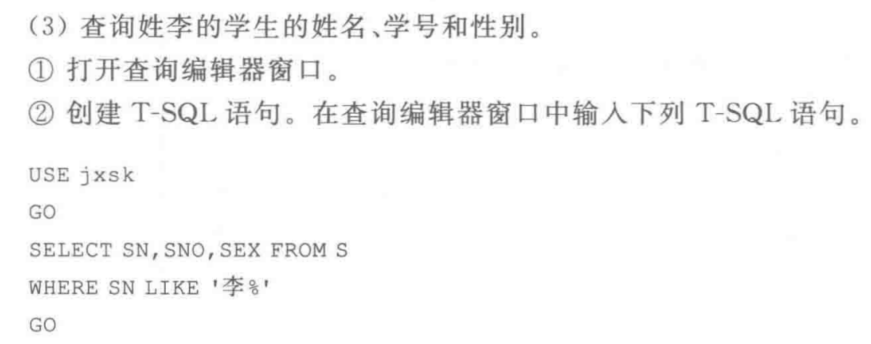 (3) 查询姓李的学生的姓名、学号和性别。
① 打开查询编辑器窗口。
② 创建 T-SQL 语句。在查询编辑器窗口中输入下列 T-SQL 语句。
USE jxsk
GO
SELECT SN,SNO,SEX FROM S
WHERE SN LIKE '李%'
GO